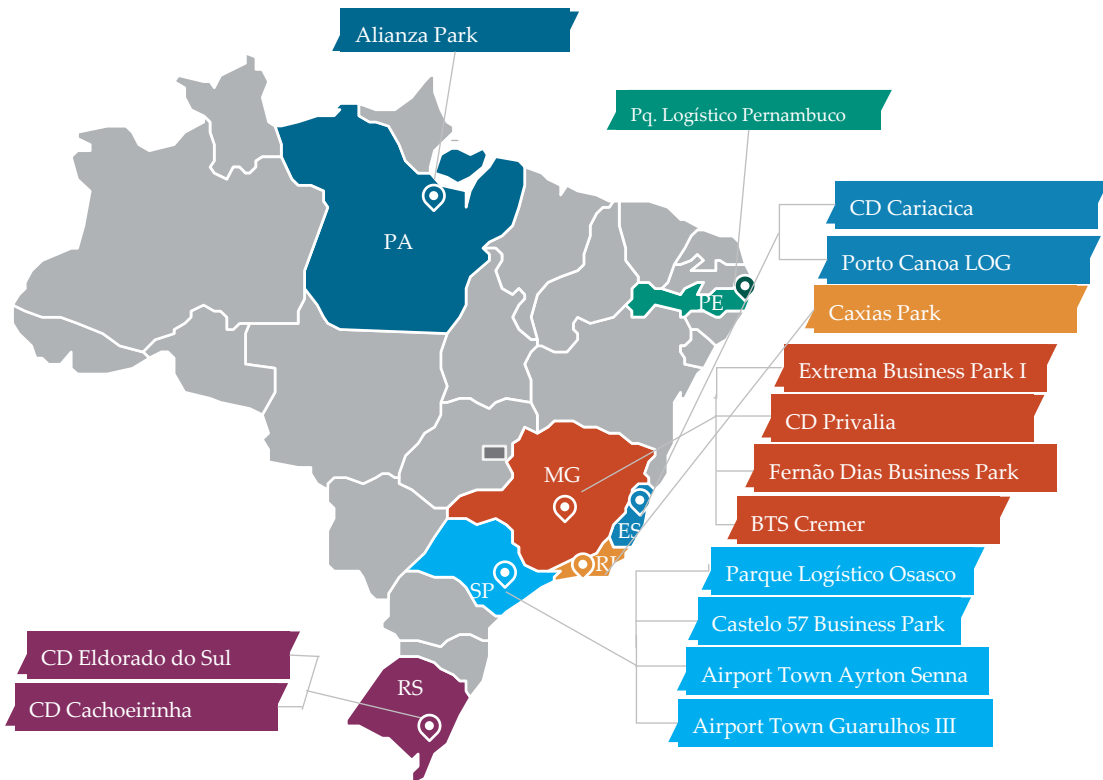 Alianza Park
Pq. Logístico Pernambuco
CD Cariacica
PA
Porto Canoa LOG
PE
Caxias Park
Extrema Business Park I
CD Privalia
MG
Fernão Dias Business Park
BTS Cremer
ES
RJ
Parque Logístico Osasco
SP
Castelo 57 Business Park
CD Eldorado do Sul
Airport Town Ayrton Senna
RS
CD Cachoeirinha
Airport Town Guarulhos III